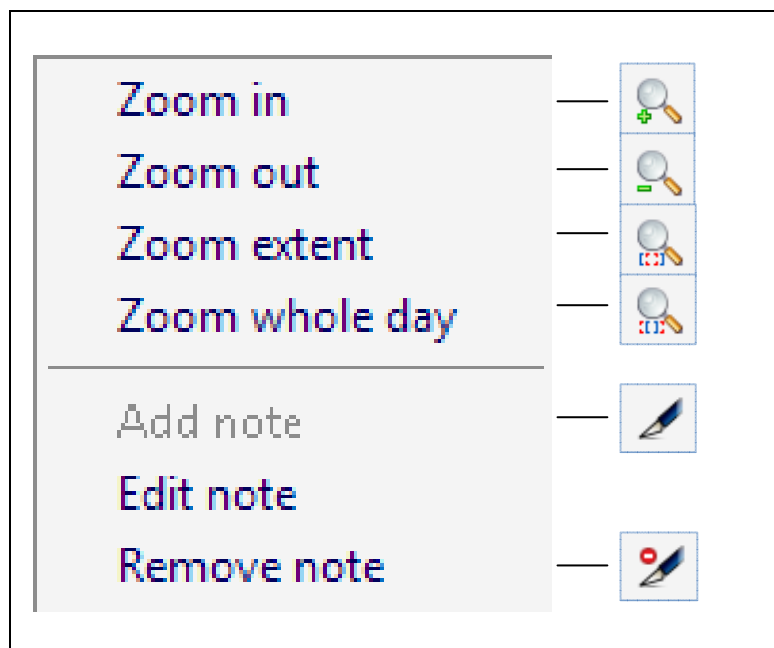 Zoom in
Zoom out
Zoom extent
Zoom whole day
Add note
Edit note
Remove note